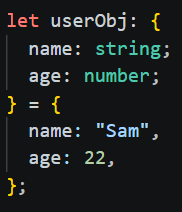 let userObj: {
  name: string;
  age: number;
} = {
  name: "Sam",
  age: 22,
};